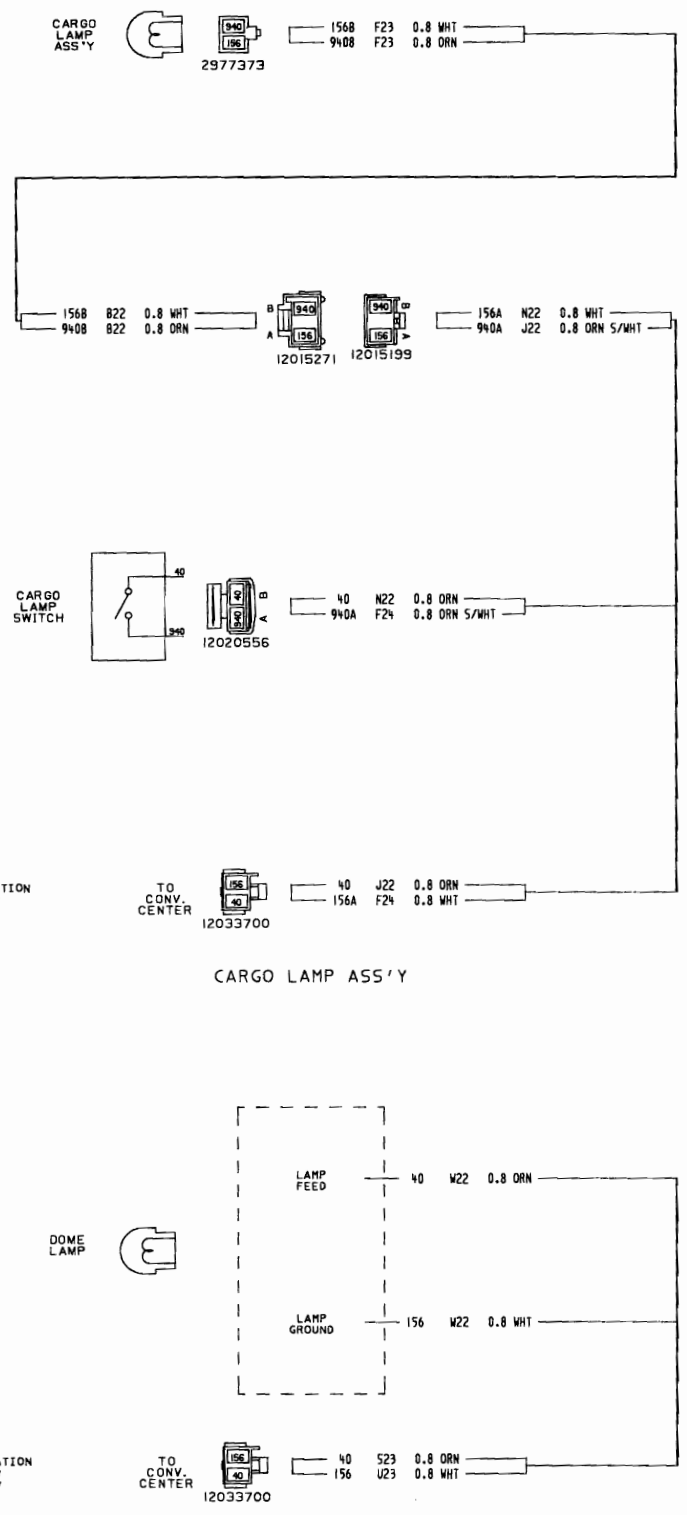 CARGO
LAMP
ASS'Y
940
156
2977373
156B F23 0.8 WHT
940B F23 0.8 ORN
156B B22 0.8 WHT
940B B22 0.8 ORN
B
A
940
156
12015271
940
156
B
A
12015199
156A N22 0.8 WHT
940A J22 0.8 ORN S/WHT
CARGO
LAMP
SWITCH
40
940
40
940
B
A
12020556
40 N22 0.8 ORN
940A F24 0.8 ORN S/WHT
TION
TO
CONV.
CENTER
156
40
12033700
40 J22 0.8 ORN
156A F24 0.8 WHT
CARGO LAMP ASS'Y
LAMP
FEED
40 W22 0.8 ORN
DOME
LAMP
LAMP
GROUND
156 W22 0.8 WHT
TION
TO
CONV.
CENTER
156
40
12033700
40 S23 0.8 ORN
156 U23 0.8 WHT